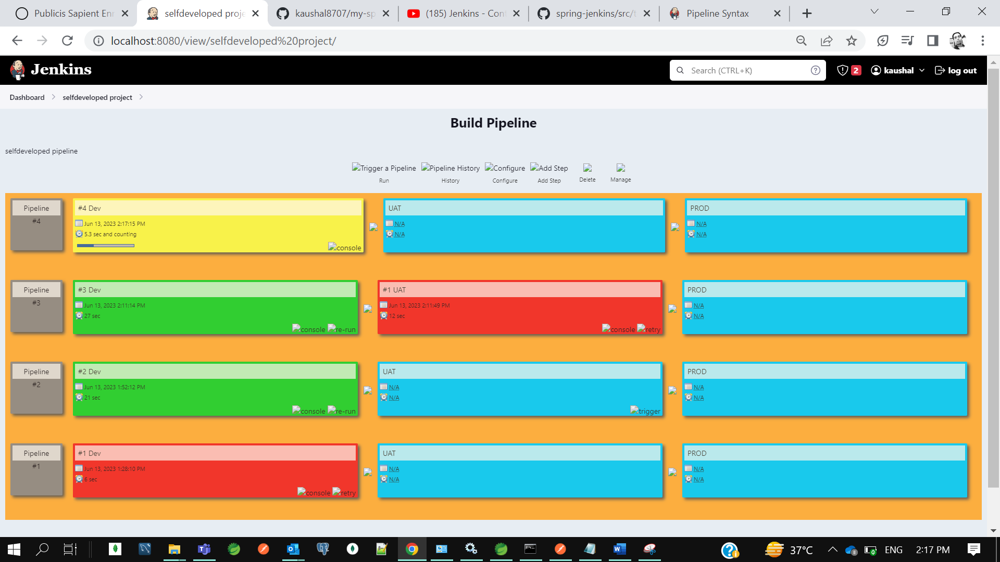 Publicis Sapient Enr
selfdeveloped proje
kaushal8707/my-sp
(185) Jenkins - Con
spring-jenkins/src/t
Pipeline Syntax
localhost:8080/view/selfdeveloped%20project/
Jenkins
Search (CTRL+K)
2
kaushal
log out
Dashboard
selfdeveloped project
Build Pipeline
selfdeveloped pipeline
Trigger a Pipeline
Pipeline History
Configure
Add Step
Run
History
Configure
Add Step
Delete
Manage
Pipeline
#4
#4 Dev
Jun 13, 2023 2:17:15 PM
5.3 sec and counting
console
UAT
N/A
N/A
PROD
N/A
N/A
Pipeline
#3
#3 Dev
Jun 13, 2023 2:11:14 PM
27 sec
console re-run
#1 UAT
Jun 13, 2023 2:11:49 PM
12 sec
console retry
PROD
N/A
N/A
Pipeline
#2
#2 Dev
Jun 13, 2023 1:52:12 PM
21 sec
console re-run
UAT
N/A
N/A
trigger
PROD
N/A
N/A
Pipeline
#1
#1 Dev
Jun 13, 2023 1:28:10 PM
6 sec
console retry
UAT
N/A
N/A
PROD
N/A
N/A
37°C
ENG
2:17 PM